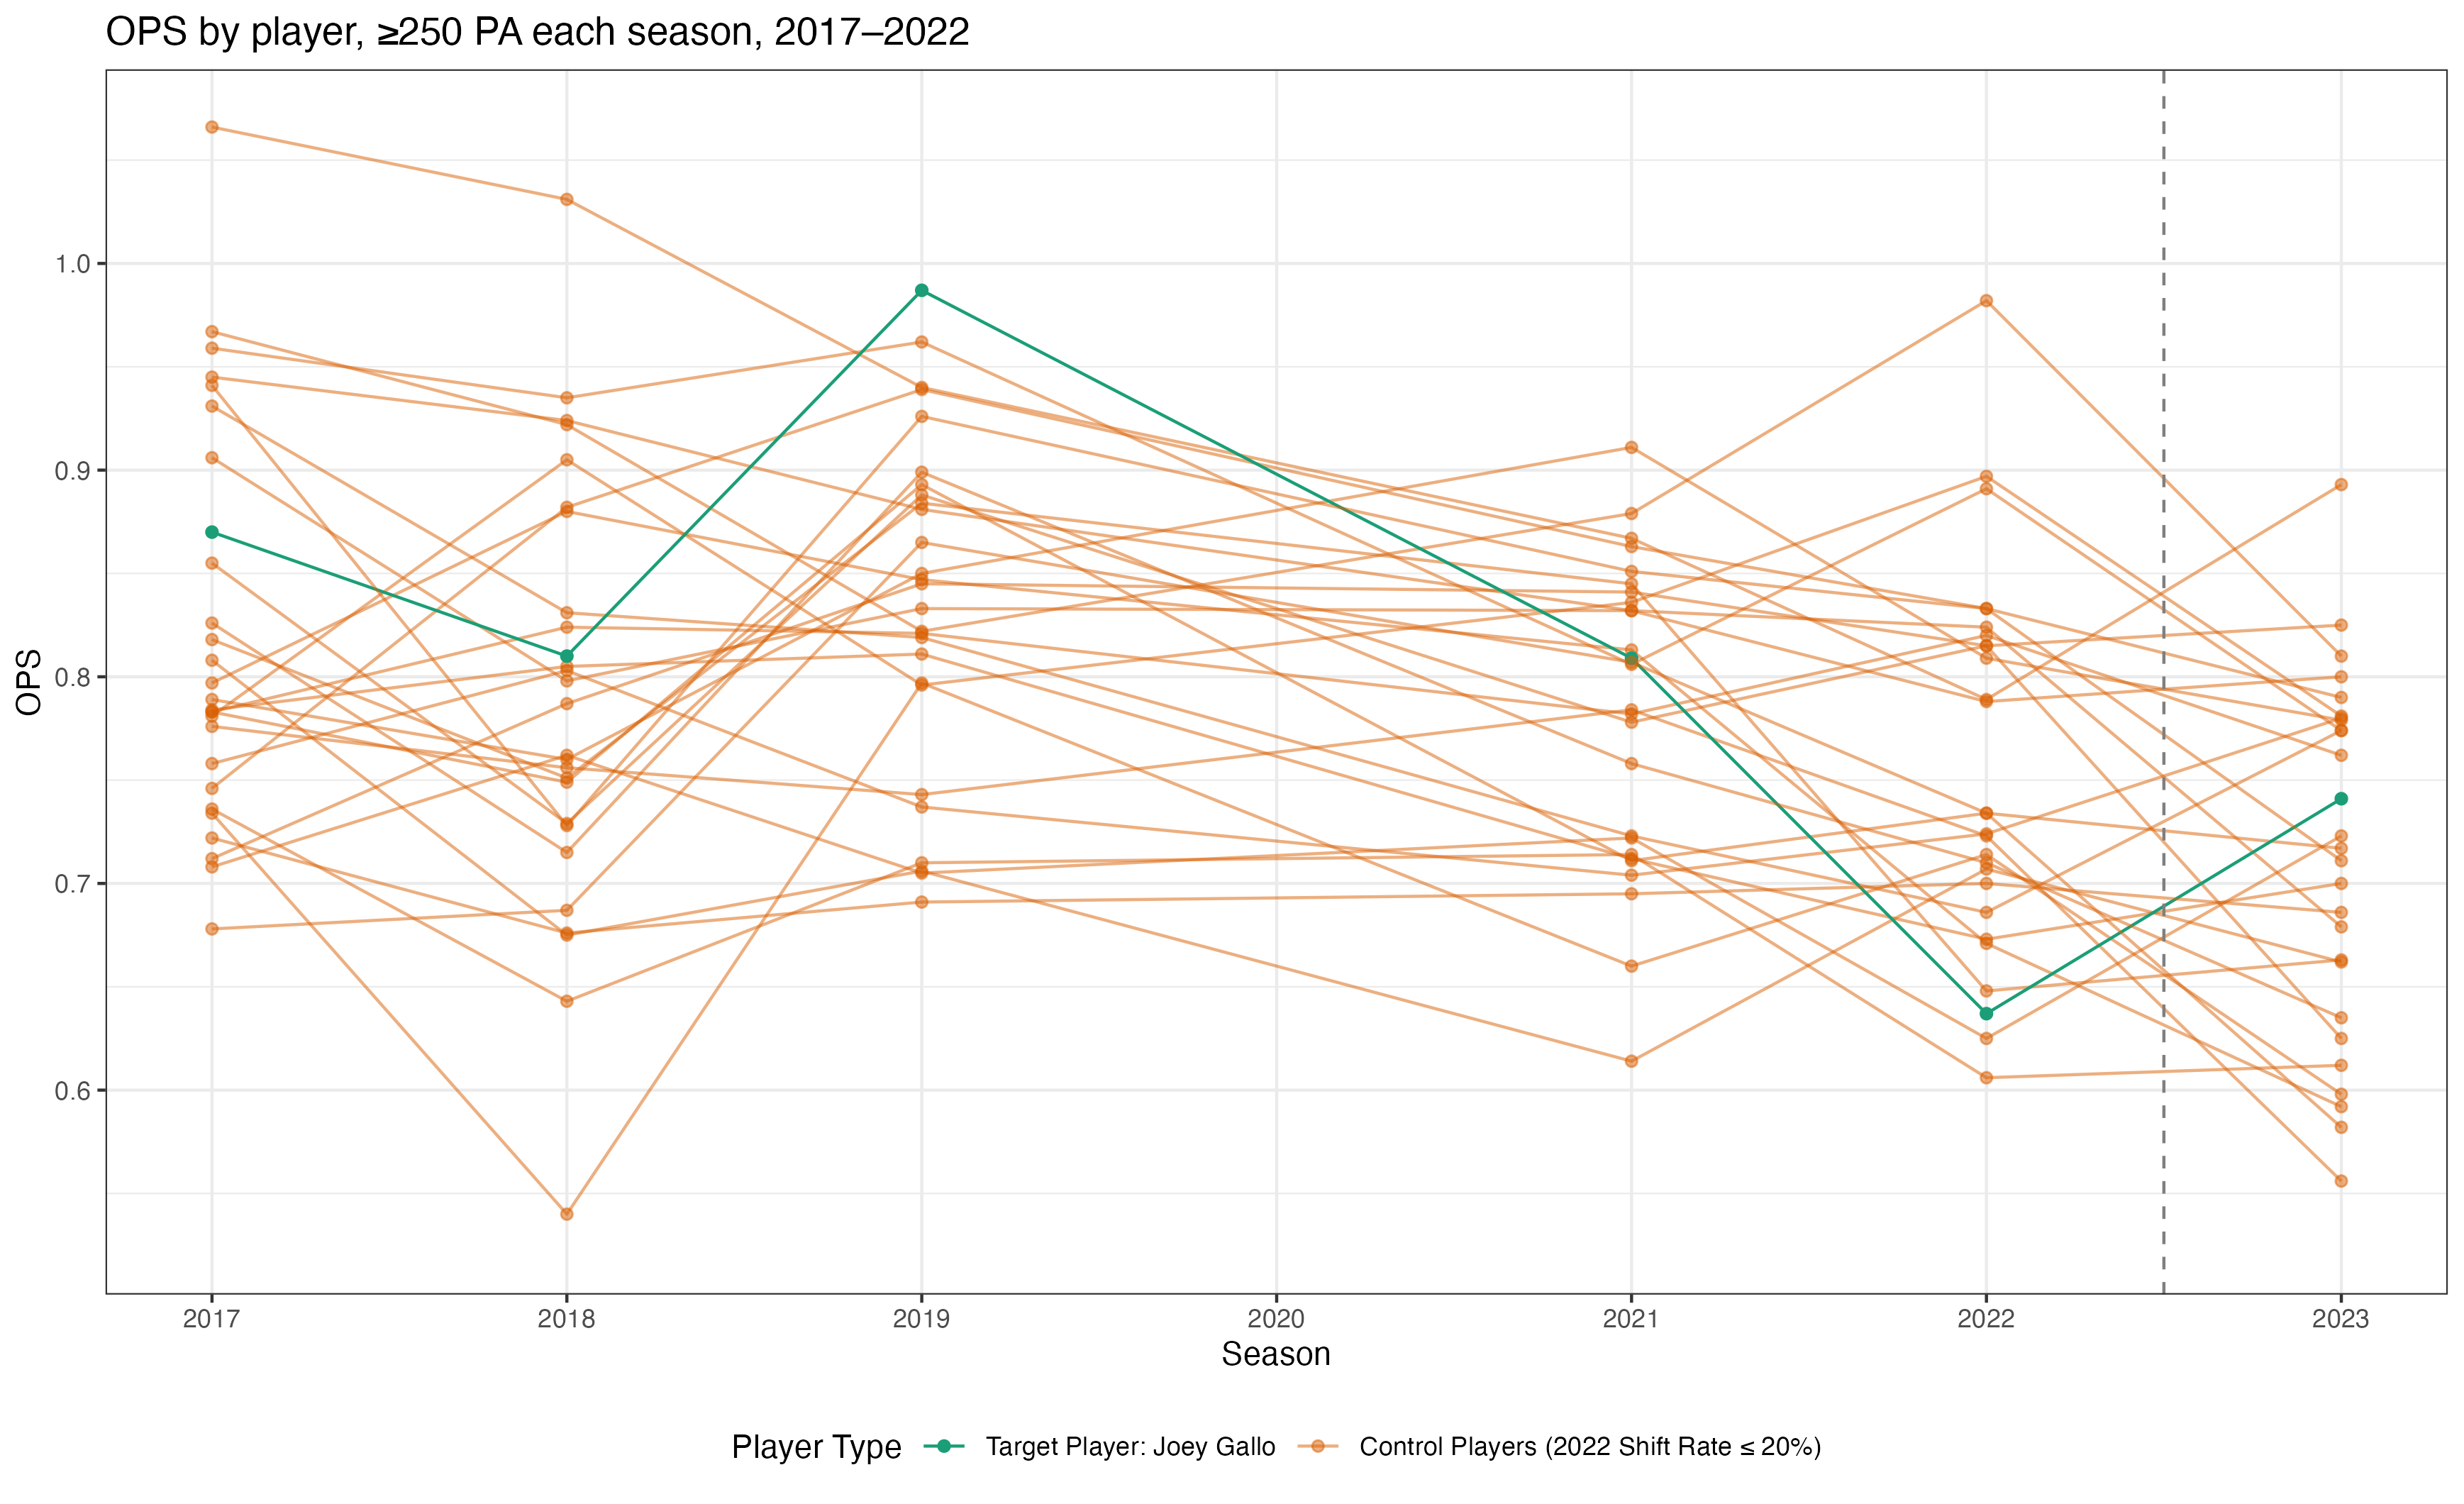 OPS by player, ≥250 PA each season, 2017–2022
OPS
1.0
0.9
0.8
0.7
0.6
2017 2018 2019 2020 2021 2022 2023
Season
Player Type Target Player: Joey Gallo Control Players (2022 Shift Rate ≤ 20%)